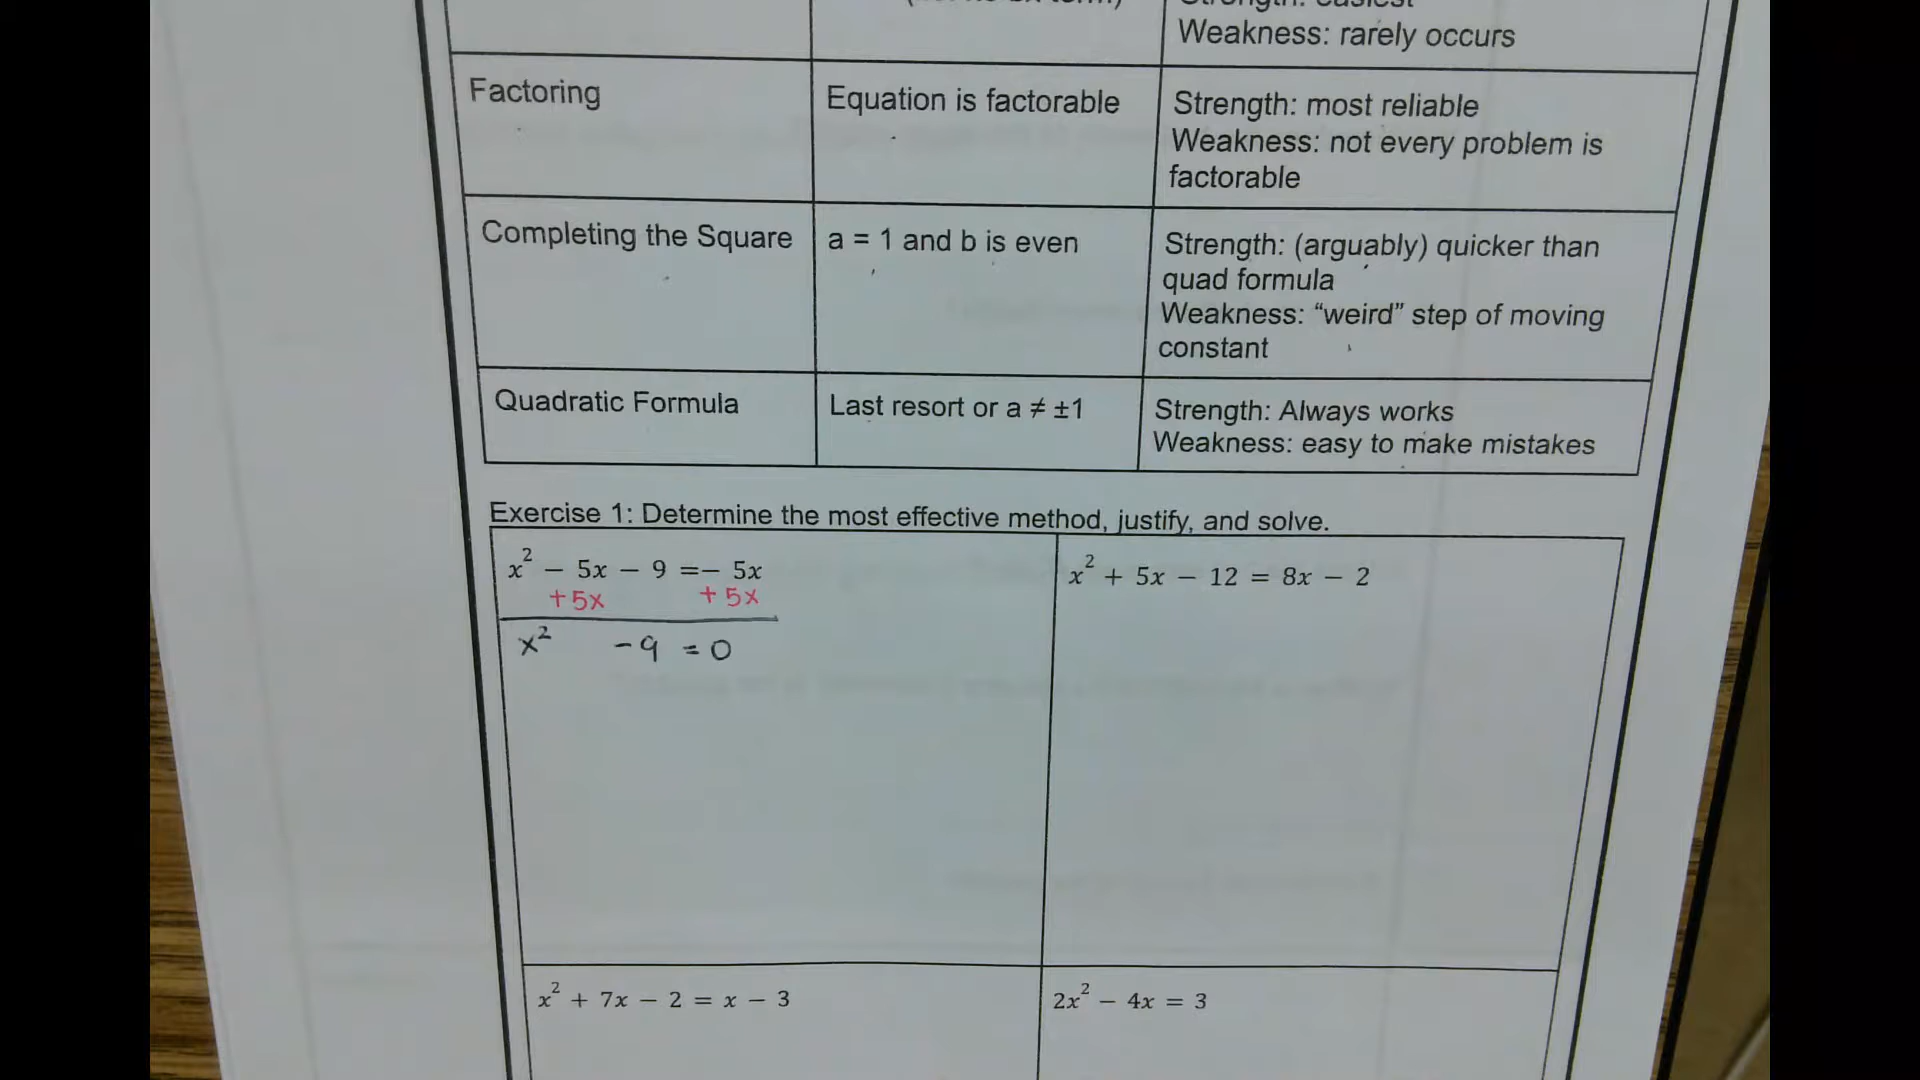 Weakness: rarely occurs
Factoring
Equation is factorable
Strength: most reliable
Weakness: not every problem is
factorable
Completing the Square
a = 1 and b is even
Strength: (arguably) quicker than
quad formula
Weakness: “weird” step of moving
constant
Quadratic Formula
Last resort or a ≠ ±1
Strength: Always works
Weakness: easy to make mistakes
Exercise 1: Determine the most effective method, justify, and solve.
x² − 5x − 9 =− 5x
+5x +5x
x² -9 = 0
x² + 5x − 12 = 8x − 2
x² + 7x − 2 = x − 3
2x² − 4x = 3